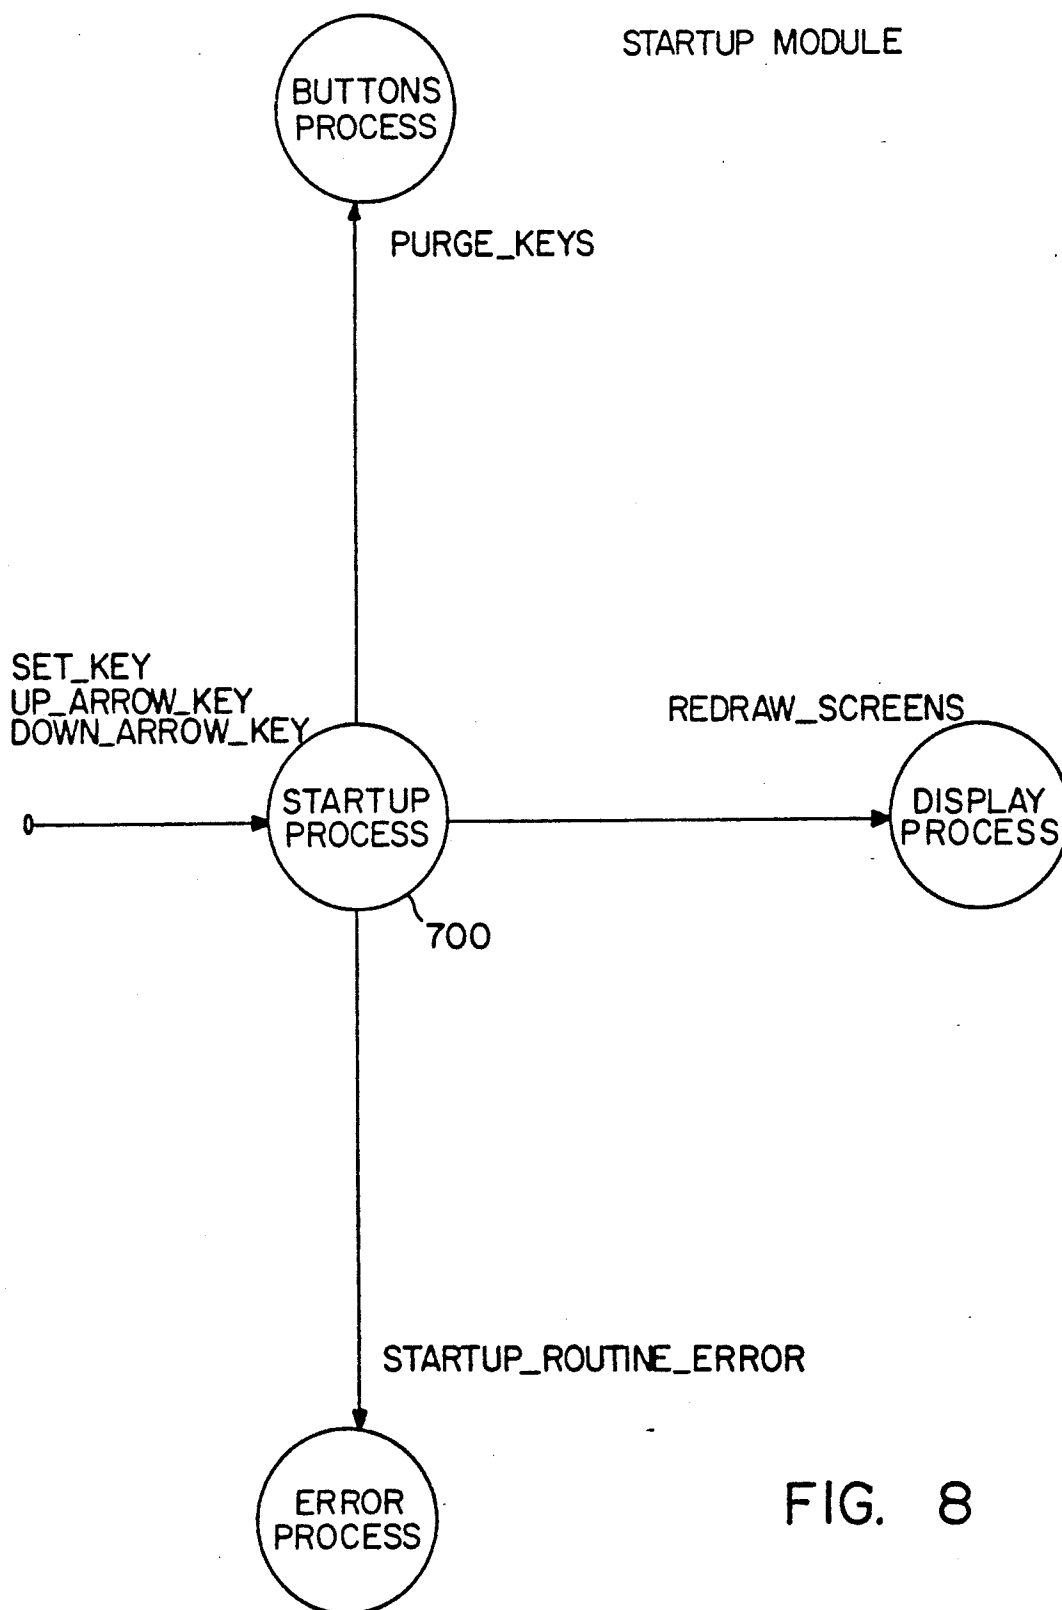 STARTUP MODULE
BUTTONS
PROCESS
PURGE_KEYS
SET_KEY
UP_ARROW_KEY
DOWN_ARROW_KEY
REDRAW_SCREENS
STARTUP
PROCESS
DISPLAY
PROCESS
700
STARTUP_ROUTINE_ERROR
ERROR
PROCESS
FIG. 8